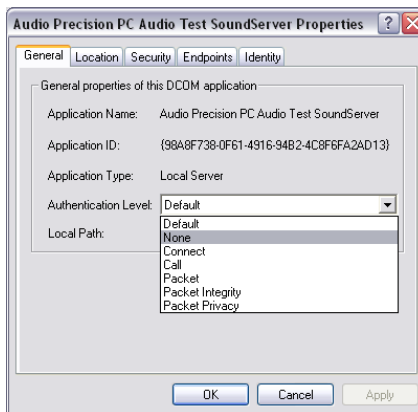 Audio Precision PC Audio Test SoundServer Properties
General Location Security Endpoints Identity
General properties of this DCOM application
Application Name: Audio Precision PC Audio Test SoundServer
Application ID: {98A8F738-0F61-4916-94B2-4C8F6FA2AD13}
Application Type: Local Server
Authentication Level: Default
Local Path:
Default
None
Connect
Call
Packet
Packet Integrity
Packet Privacy
OK Cancel Apply